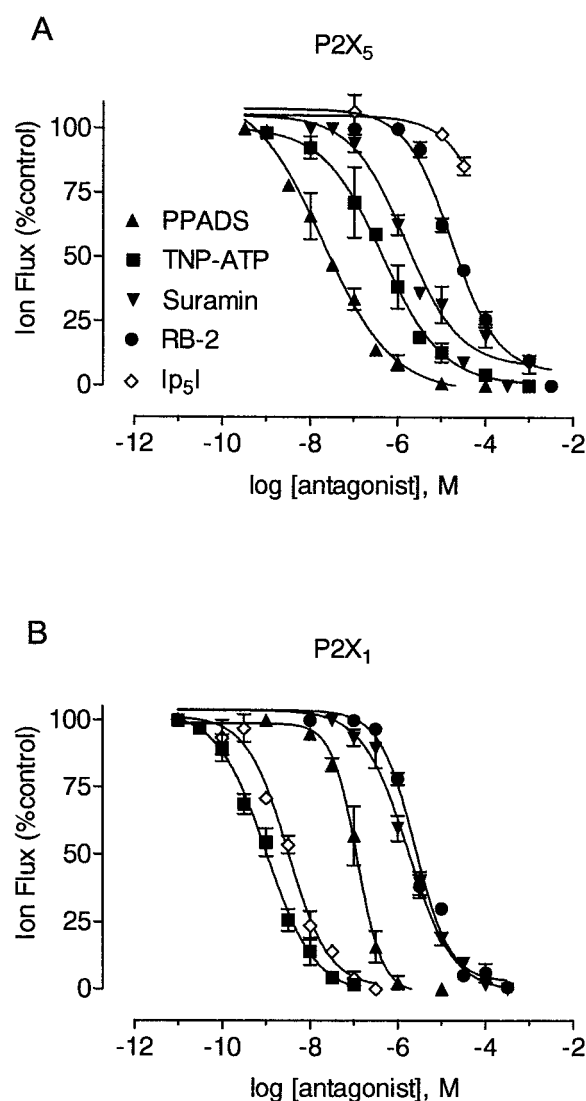 A
P2X5
Ion Flux (%control)
100
75
50
25
0
PPADS
TNP-ATP
Suramin
RB-2
Ip5I
-12
-10
-8
-6
-4
-2
log [antagonist], M
B
P2X1
Ion Flux (%control)
100
75
50
25
0
-12
-10
-8
-6
-4
-2
log [antagonist], M